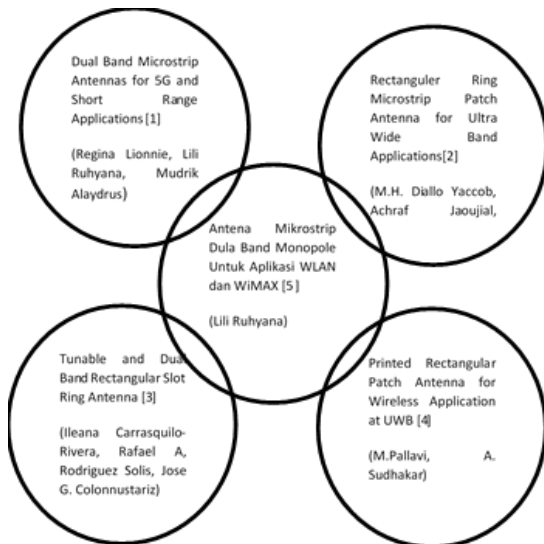 Dual Band Microstrip
Antennas for 5G and
Short Range
Applications [1]
(Regina Lionnie, Lili
Ruhyana, Mudrik
Alaydrus)
Rectanguler Ring
Microstrip Patch
Antenna for Ultra
Wide Band
Applications[2]
(M.H. Diallo Yaccob,
Achraf Jaoujial,
Antena Mikrostrip
Dula Band Monopole
Untuk Aplikasi WLAN
dan WiMAX [5]
(Lili Ruhyana)
Tunable and Dual
Band Rectangular Slot
Ring Antenna [3]
(Ileana Carrasquilo-
Rivera, Rafael A,
Rodriguez Solis, Jose
G. Colonnustariz)
Printed Rectangular
Patch Antenna for
Wireless Application
at UWB [4]
(M.Pallavi, A.
Sudhakar)